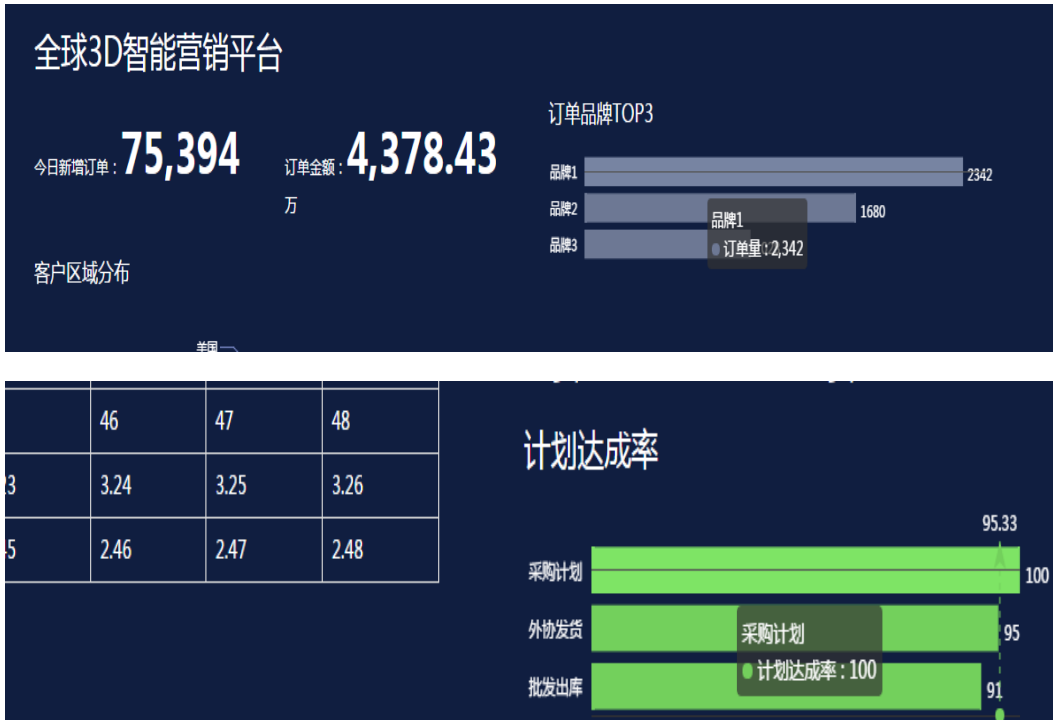 全球3D智能营销平台
今日新增订单：75,394
订单金额：4,378.43
万
客户区域分布
美国
订单品牌TOP3
品牌1 2342
品牌2 1680
品牌3
品牌1
订单量：2,342
46 47 48
3.24 3.25 3.26
2.46 2.47 2.48
计划达成率
95.33
采购计划 100
外协发货 95
批发出库 91
采购计划
计划达成率：100